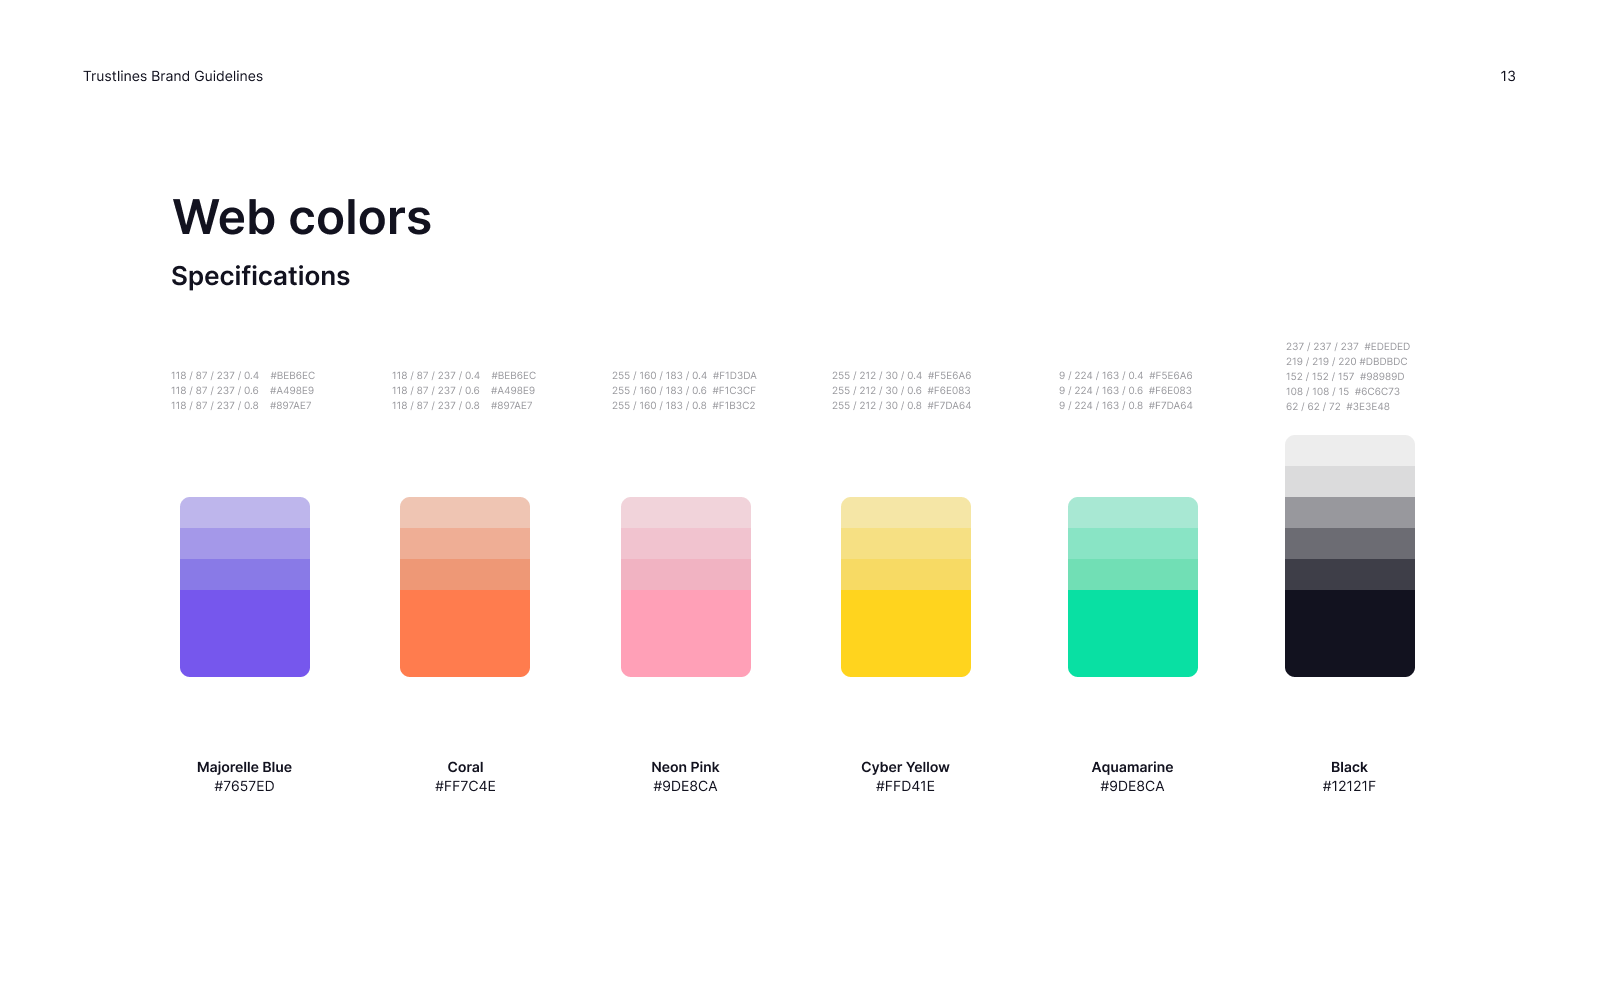 Trustlines Brand Guidelines
13
Web colors
Specifications
118 / 87 / 237 / 0.4 #BEB6EC
118 / 87 / 237 / 0.6 #A498E9
118 / 87 / 237 / 0.8 #897AE7
118 / 87 / 237 / 0.4 #BEB6EC
118 / 87 / 237 / 0.6 #A498E9
118 / 87 / 237 / 0.8 #897AE7
255 / 160 / 183 / 0.4 #F1D3DA
255 / 160 / 183 / 0.6 #F1C3CF
255 / 160 / 183 / 0.8 #F1B3C2
255 / 212 / 30 / 0.4 #F5E6A6
255 / 212 / 30 / 0.6 #F6E083
255 / 212 / 30 / 0.8 #F7DA64
9 / 224 / 163 / 0.4 #F5E6A6
9 / 224 / 163 / 0.6 #F6E083
9 / 224 / 163 / 0.8 #F7DA64
237 / 237 / 237 #EDEDED
219 / 219 / 220 #DBDBDC
152 / 152 / 157 #98989D
108 / 108 / 15 #6C6C73
62 / 62 / 72 #3E3E48
Majorelle Blue
#7657ED
Coral
#FF7C4E
Neon Pink
#9DE8CA
Cyber Yellow
#FFD41E
Aquamarine
#9DE8CA
Black
#12121F